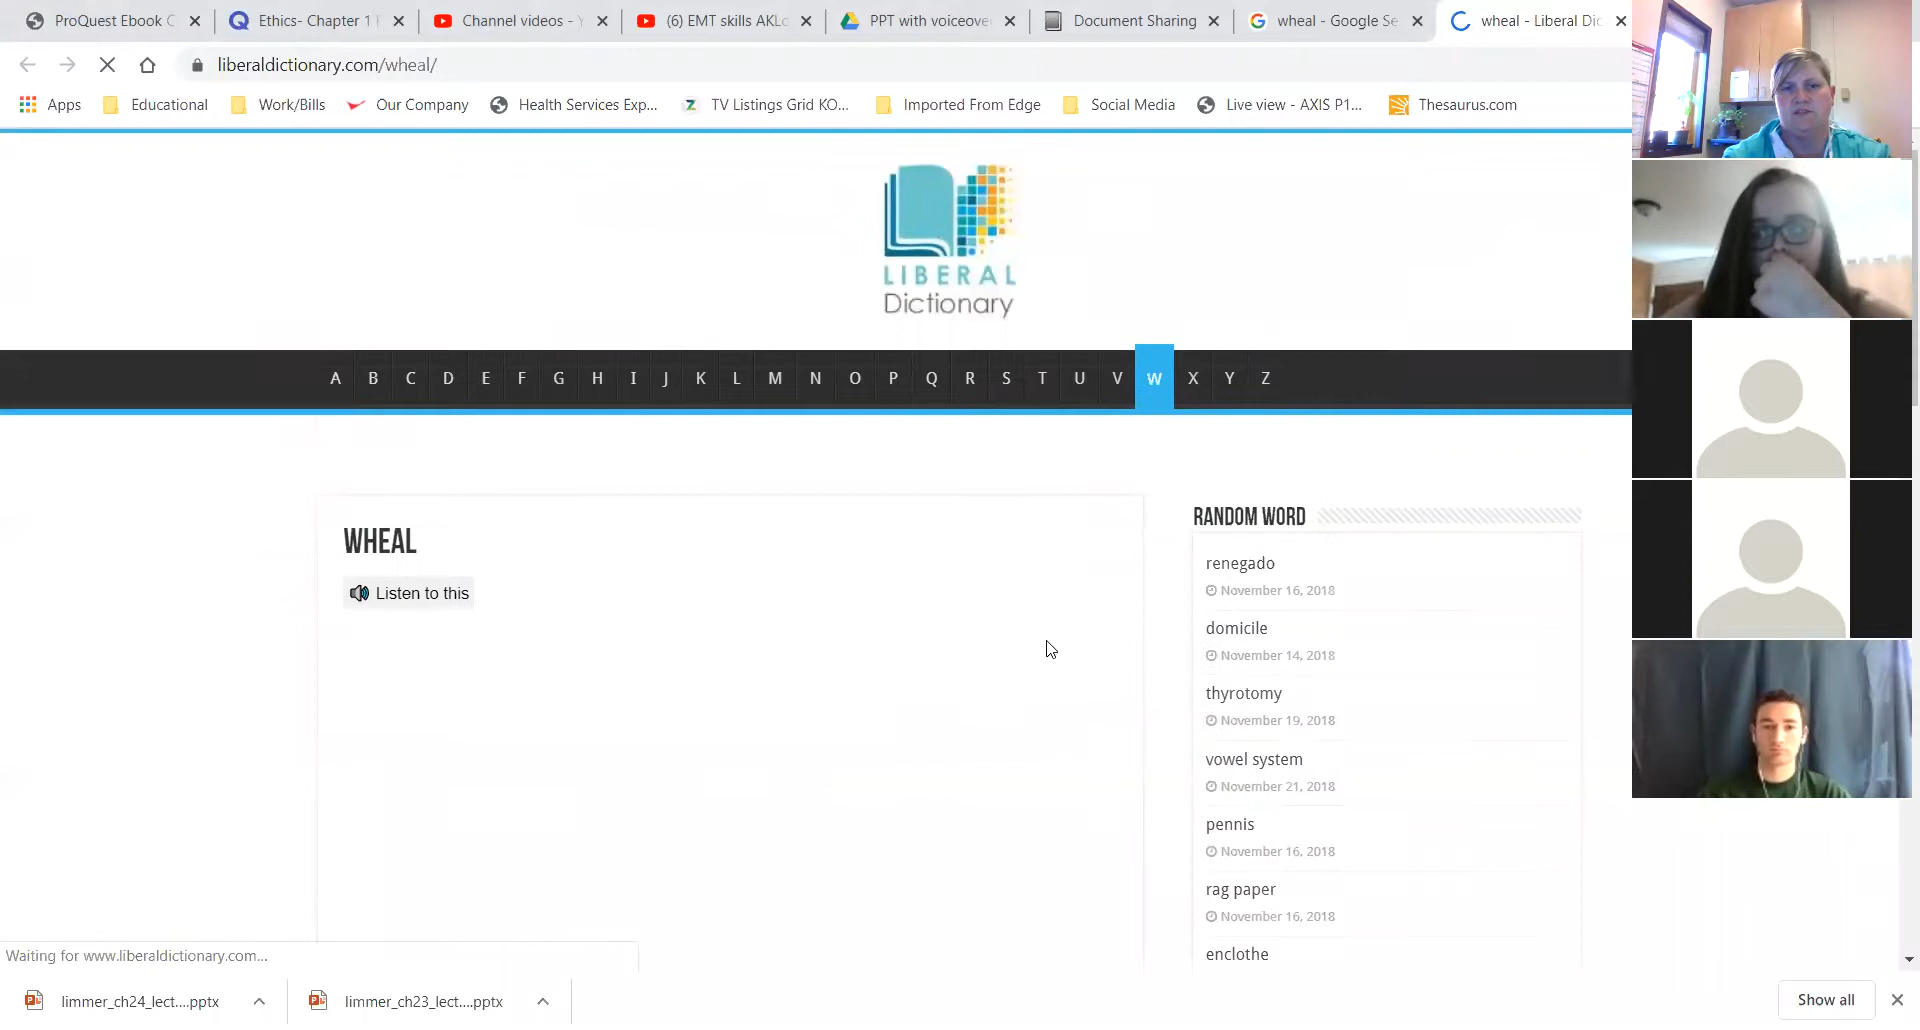 ProQuest Ebook C
Ethics- Chapter 1
Channel videos - Y
(6) EMT skills AKLo
PPT with voiceove
Document Sharing
wheal - Google Se
wheal - Liberal Dic
liberaldictionary.com/wheal/
Apps
Educational
Work/Bills
Our Company
Health Services Exp...
TV Listings Grid KO...
Imported From Edge
Social Media
Live view - AXIS P1...
Thesaurus.com
LIBERAL
Dictionary
A B C D E F G H I J K L M N O P Q R S T U V W X Y Z
WHEAL
Listen to this
RANDOM WORD
renegado
November 16, 2018
domicile
November 14, 2018
thyrotomy
November 19, 2018
vowel system
November 21, 2018
pennis
November 16, 2018
rag paper
November 16, 2018
enclothe
Waiting for www.liberaldictionary.com...
limmer_ch24_lect....pptx
limmer_ch23_lect....pptx
Show all